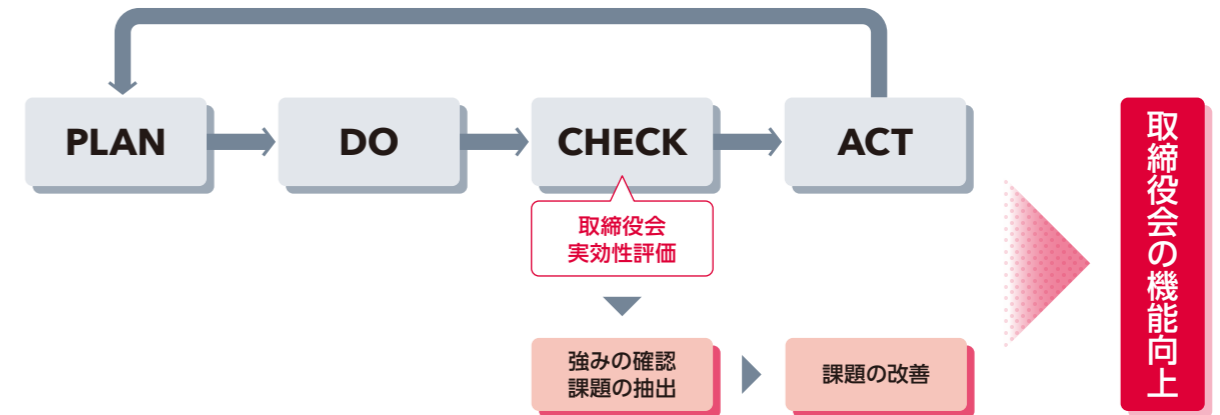 PLAN
DO
CHECK
ACT
取締役会
実効性評価
強みの確認
課題の抽出
課題の改善
取締役会の機能向上